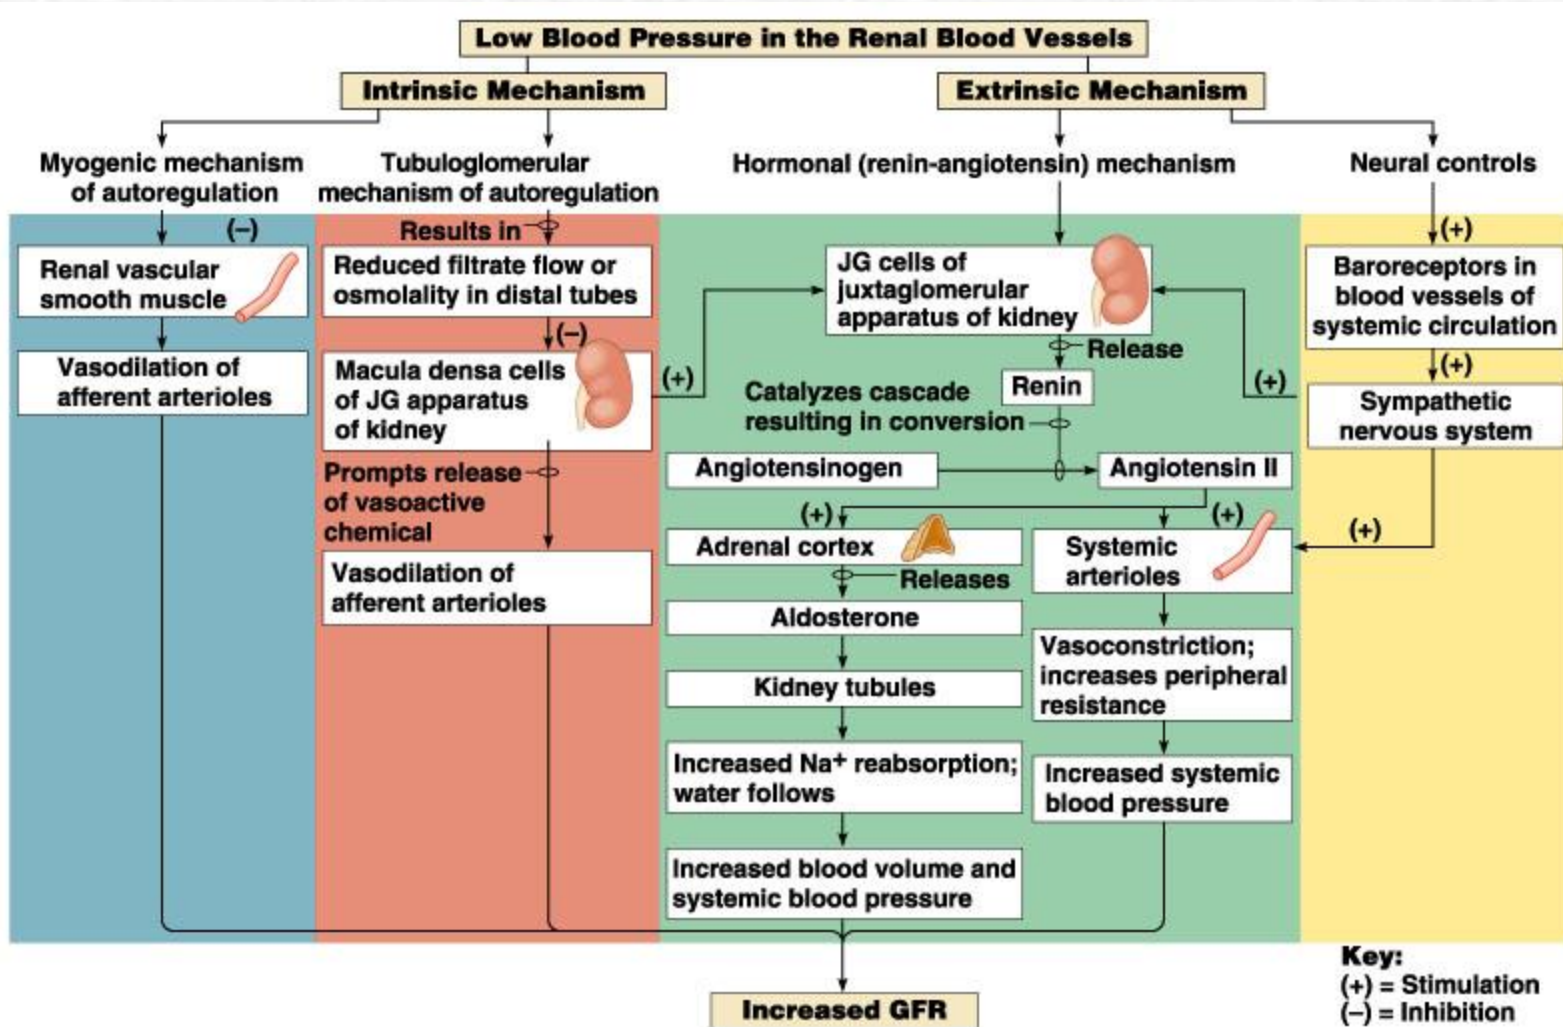 Low Blood Pressure in the Renal Blood Vessels
Intrinsic Mechanism
Extrinsic Mechanism
Myogenic mechanism
of autoregulation
Tubuloglomerular
mechanism of autoregulation
Hormonal (renin-angiotensin) mechanism
Neural controls
(–)
Renal vascular
smooth muscle
Vasodilation of
afferent arterioles
Results in
Reduced filtrate flow or
osmolality in distal tubes
(–)
Macula densa cells
of JG apparatus
of kidney
(+)
Prompts release
of vasoactive
chemical
Vasodilation of
afferent arterioles
JG cells of
juxtaglomerular
apparatus of kidney
Release
Renin
Catalyzes cascade
resulting in conversion
Angiotensinogen
Angiotensin II
(+)
Adrenal cortex
Releases
Aldosterone
Kidney tubules
Increased Na+ reabsorption;
water follows
Increased blood volume and
systemic blood pressure
(+)
Systemic
arterioles
Vasoconstriction;
increases peripheral
resistance
Increased systemic
blood pressure
(+)
Baroreceptors in
blood vessels of
systemic circulation
(+)
(+)
Sympathetic
nervous system
(+)
Increased GFR
Key:
(+) = Stimulation
(–) = Inhibition